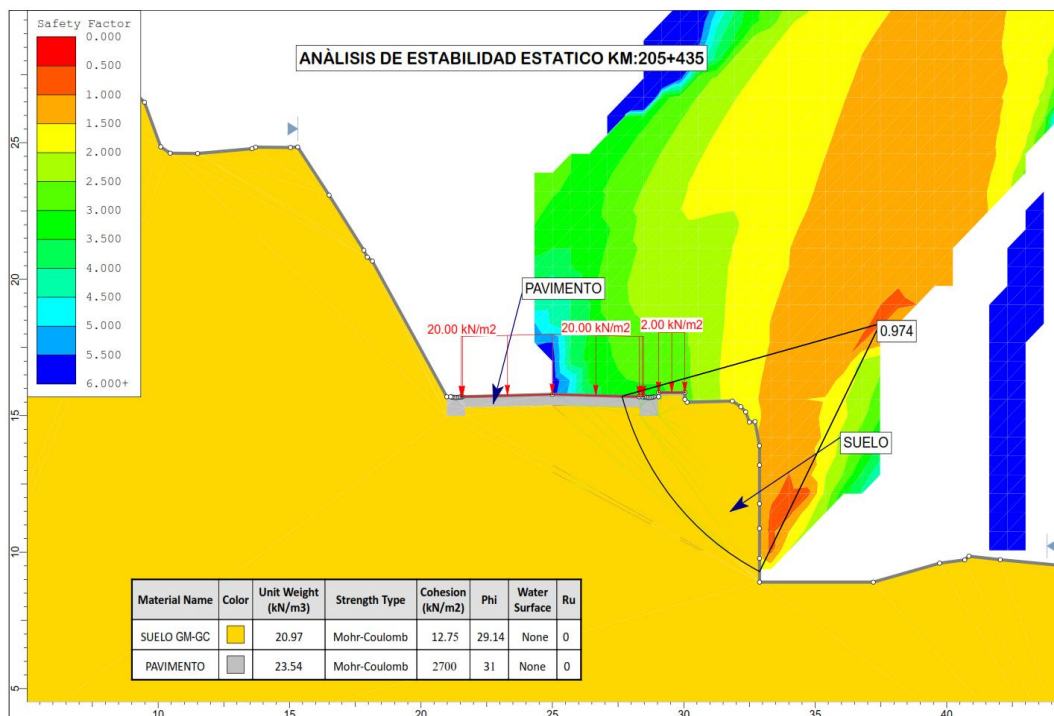 Safety Factor
0.000
0.500
1.000
1.500
2.000
2.500
3.000
3.500
4.000
4.500
5.000
5.500
6.000+
ANÀLISIS DE ESTABILIDAD ESTATICO KM:205+435
PAVIMENTO
20.00 kN/m2
20.00 kN/m2
2.00 kN/m2
0.974
SUELO
Material Name Color Unit Weight (kN/m3) Strength Type Cohesion (kN/m2) Phi Water Surface Ru
SUELO GM-GC 20.97 Mohr-Coulomb 12.75 29.14 None 0
PAVIMENTO 23.54 Mohr-Coulomb 2700 31 None 0
25
20
15
10
5
10 15 20 25 30 35 40